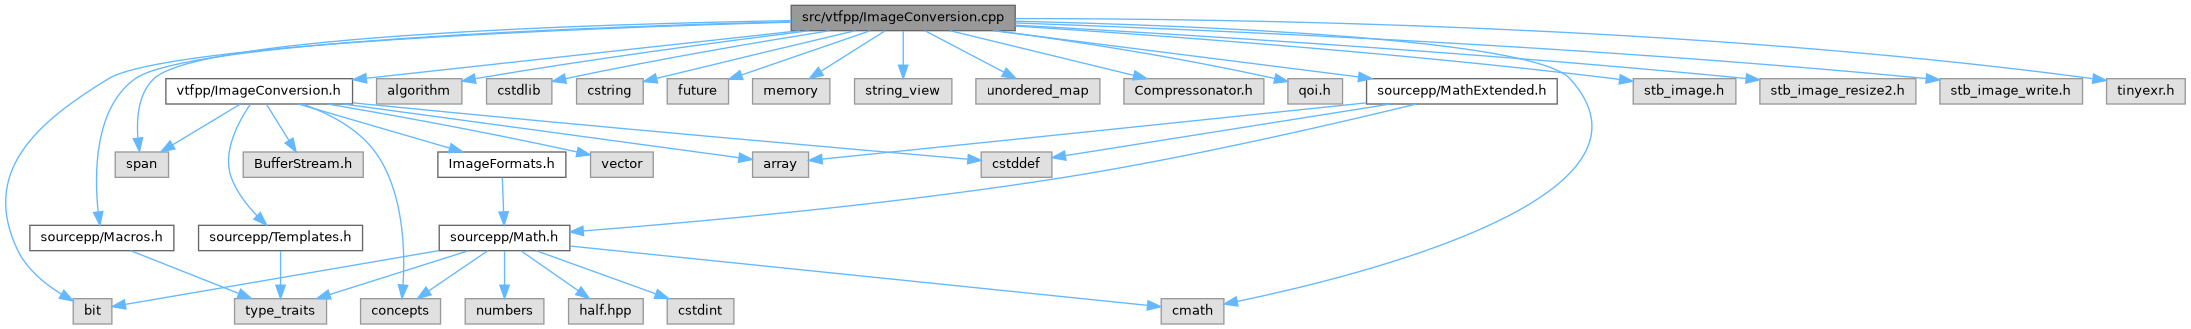 src/vtfpp/ImageConversion.cpp
vtfpp/ImageConversion.h
algorithm
cstdlib
cstring
future
memory
string_view
unordered_map
Compressonator.h
qoi.h
sourcepp/MathExtended.h
stb_image.h
stb_image_resize2.h
stb_image_write.h
tinyexr.h
span
BufferStream.h
ImageFormats.h
vector
array
cstddef
sourcepp/Macros.h
sourcepp/Templates.h
sourcepp/Math.h
bit
type_traits
concepts
numbers
half.hpp
cstdint
cmath